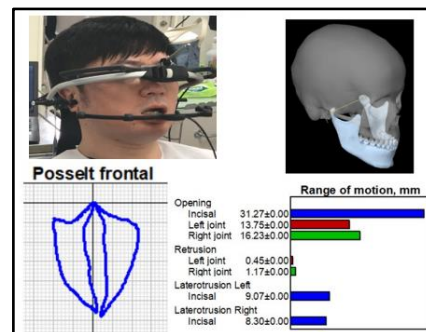 Posselt frontal
Range of motion, mm
Opening
Incisal 31.27±0.00
Left joint 13.75±0.00
Right joint 16.23±0.00
Retrusion
Left joint 0.45±0.00
Right joint 1.17±0.00
Laterotrusion Left
Incisal 9.07±0.00
Laterotrusion Right
Incisal 8.30±0.00